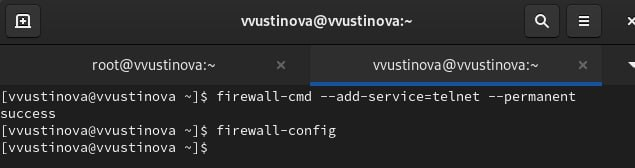 vvustinova@vvustinova:~
root@vvustinova:~
vvustinova@vvustinova:~
[vvustinova@vvustinova ~]$ firewall-cmd --add-service=telnet --permanent
success
[vvustinova@vvustinova ~]$ firewall-config
[vvustinova@vvustinova ~]$